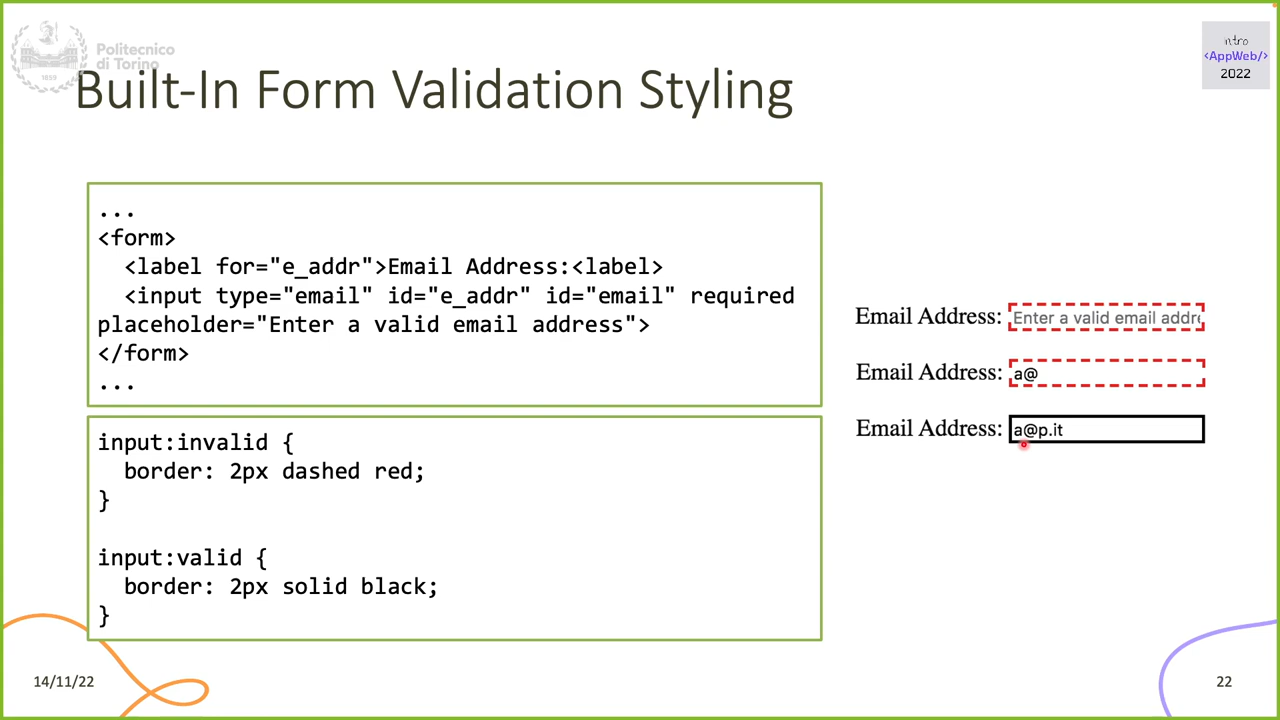 Politecnico
di Torino
1859
intro
<AppWeb/>
2022
Built-In Form Validation Styling
...
<form>
  <label for="e_addr">Email Address:<label>
  <input type="email" id="e_addr" id="email" required
placeholder="Enter a valid email address">
</form>
...
input:invalid {
  border: 2px dashed red;
}
input:valid {
  border: 2px solid black;
}
Email Address: Enter a valid email addre
Email Address: a@
Email Address: a@p.it
14/11/22
22